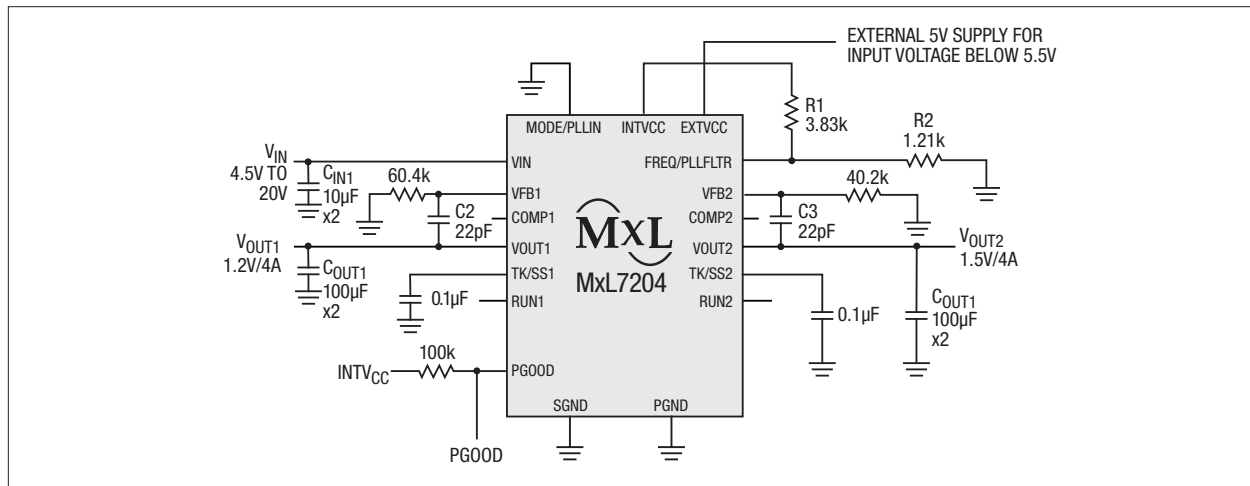 EXTERNAL 5V SUPPLY FOR
INPUT VOLTAGE BELOW 5.5V
MODE/PLLIN
INTVCC
EXTVCC
R1
3.83k
R2
1.21k
VIN
4.5V TO
20V
CIN1
10µF
x2
VIN
FREQ/PLLFLTR
60.4k
VFB1
VFB2
40.2k
C2
22pF
COMP1
COMP2
C3
22pF
MXL
MxL7204
VOUT1
1.2V/4A
VOUT1
VOUT2
VOUT2
1.5V/4A
COUT1
100µF
x2
TK/SS1
TK/SS2
0.1µF
RUN1
RUN2
0.1µF
COUT1
100µF
x2
INTVCC
100k
PGOOD
SGND
PGND
PGOOD